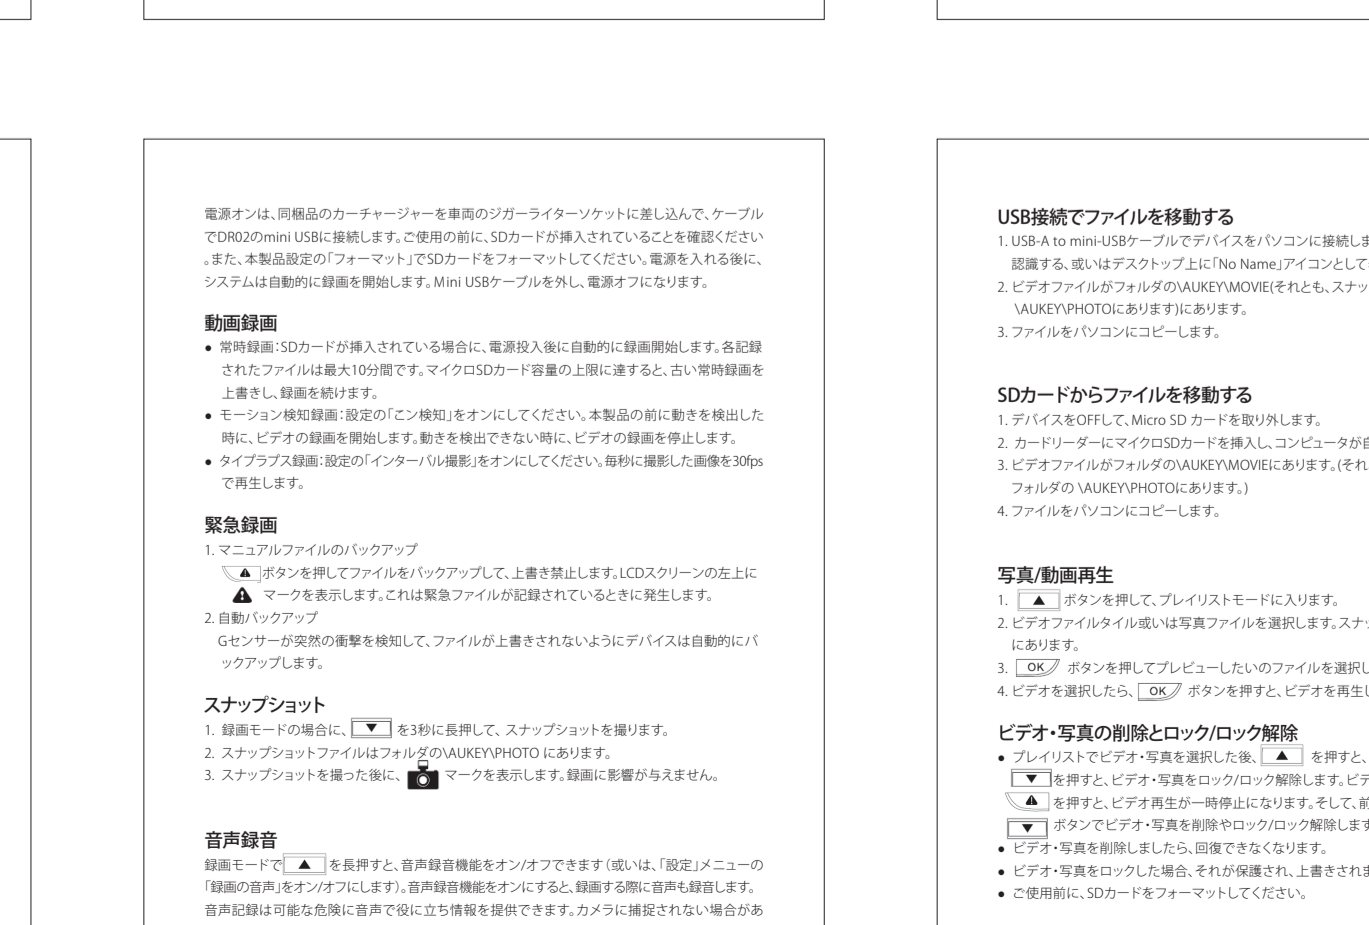 電源オンは、同梱品のカーチャージャーを車両のジガーライターソケットに差し込んで、ケーブル
でDR02のmini USBに接続します。ご使用の前に、SDカードが挿入されていることを確認ください
。また、本製品設定の「フォーマット」でSDカードをフォーマットしてください。電源を入れる後に、
システムは自動的に録画を開始します。Mini USBケーブルを外し、電源オフになります。
動画録画
● 常時録画：SDカードが挿入されている場合に、電源投入後に自動的に録画開始します。各記録
されたファイルは最大10分間です。マイクロSDカード容量の上限に達すると、古い常時録画を
上書きし、録画を続けます。
● モーション検知録画：設定の「こン検知」をオンにしてください。本製品の前に動きを検出した
時に、ビデオの録画を開始します。動きを検出できない時に、ビデオの録画を停止します。
● タイプラプス録画：設定の「インターバル撮影」をオンにしてください。毎秒に撮影した画像を30fps
で再生します。
緊急録画
1. マニュアルファイルのバックアップ
ボタンを押してファイルをバックアップして、上書き禁止します。LCDスクリーンの左上に
マークを表示します。これは緊急ファイルが記録されているときに発生します。
2. 自動バックアップ
Gセンサーが突然の衝撃を検知して、ファイルが上書きされないようにデバイスは自動的にバ
ックアップします。
スナップショット
1. 録画モードの場合に、▼ を3秒に長押して、スナップショットを撮ります。
2. スナップショットファイルはフォルダの\AUKEY\PHOTO にあります。
3. スナップショットを撮った後に、 マークを表示します。録画に影響が与えません。
音声録音
録画モードで ▲ を長押すと、音声録音機能をオン/オフできます（或いは、「設定」メニューの
「録画の音声」をオン/オフにします）。音声録音機能をオンにすると、録画する際に音声も録音します。
音声記録は可能な危険に音声で役に立ち情報を提供できます。カメラに捕捉されない場合があ
USB接続でファイルを移動する
1. USB-A to mini-USBケーブルでデバイスをパソコンに接続しま
認識する、或いはデスクトップ上に「No Name」アイコンとして
2. ビデオファイルがフォルダの\AUKEY\MOVIE(それとも、スナッ
\AUKEY\PHOTOにあります)にあります。
3. ファイルをパソコンにコピーします。
SDカードからファイルを移動する
1. デバイスをOFFして、Micro SD カードを取り外します。
2. カードリーダーにマイクロSDカードを挿入し、コンピュータが自
3. ビデオファイルがフォルダの\AUKEY\MOVIEにあります。(それ
フォルダの \AUKEY\PHOTOにあります。)
4. ファイルをパソコンにコピーします。
写真/動画再生
1. ▲ ボタンを押して、プレイリストモードに入ります。
2. ビデオファイルタイル或いは写真ファイルを選択します。スナッ
にあります。
3. OK ボタンを押してプレビューしたいのファイルを選択し
4. ビデオを選択したら、OK ボタンを押すと、ビデオを再生し
ビデオ・写真の削除とロック/ロック解除
● プレイリストでビデオ・写真を選択した後、▲ を押すと、
▼ を押すと、ビデオ・写真をロック/ロック解除します。ビデ
を押すと、ビデオ再生が一時停止になります。そして、前
▼ ボタンでビデオ・写真を削除やロック/ロック解除します
● ビデオ・写真を削除しましたら、回復できなくなります。
● ビデオ・写真をロックした場合、それが保護され、上書きされま
● ご使用前に、SDカードをフォーマットしてください。